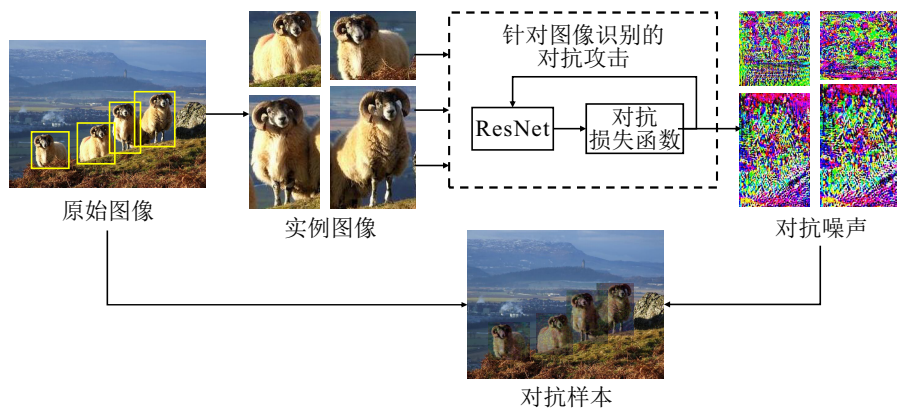 针对图像识别的
对抗攻击
ResNet
对抗
损失函数
原始图像
实例图像
对抗噪声
对抗样本